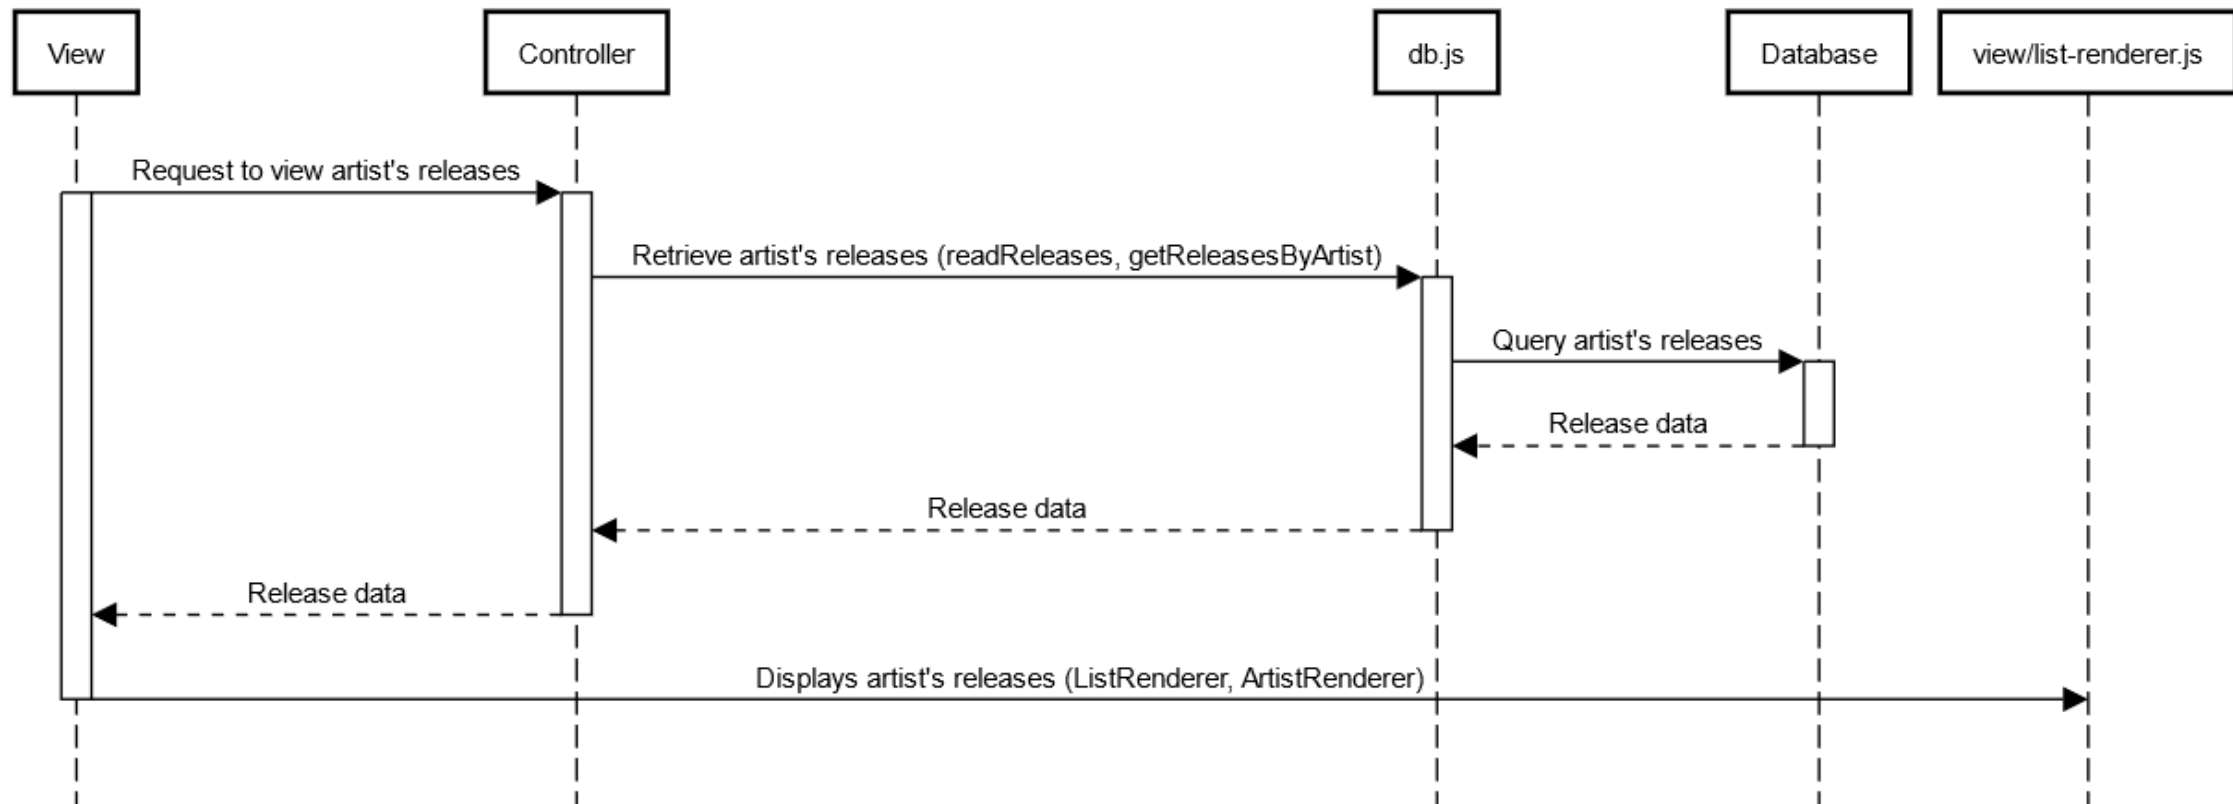 View
Controller
db.js
Database
view/list-renderer.js
Request to view artist's releases
Retrieve artist's releases (readReleases, getReleasesByArtist)
Query artist's releases
Release data
Release data
Release data
Displays artist's releases (ListRenderer, ArtistRenderer)